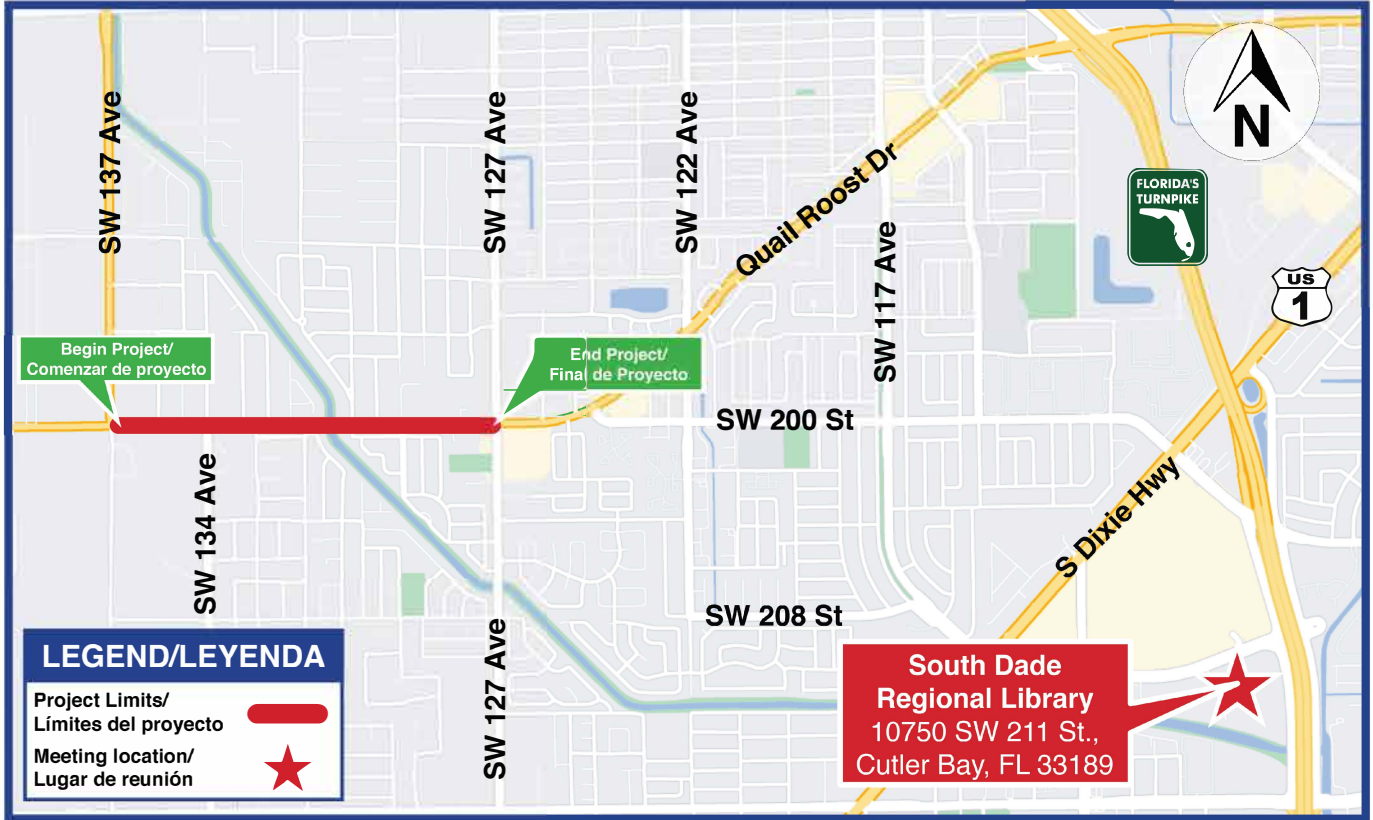 N
SW 137 Ave
SW 127 Ave
SW 122 Ave
Quail Roost Dr
SW 117 Ave
FLORIDA'S
TURNPIKE
US
1
Begin Project/
Comenzar de proyecto
End Project/
Final de Proyecto
SW 200 St
SW 134 Ave
S Dixie Hwy
SW 208 St
SW 127 Ave
LEGEND/LEYENDA
Project Limits/
Límites del proyecto
Meeting location/
Lugar de reunión
South Dade
Regional Library
10750 SW 211 St.,
Cutler Bay, FL 33189